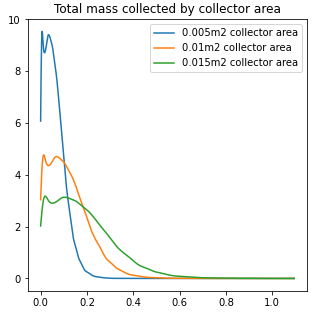 Total mass collected by collector area
10
8
6
4
2
0
0.005m2 collector area
0.01m2 collector area
0.015m2 collector area
0.0 0.2 0.4 0.6 0.8 1.0